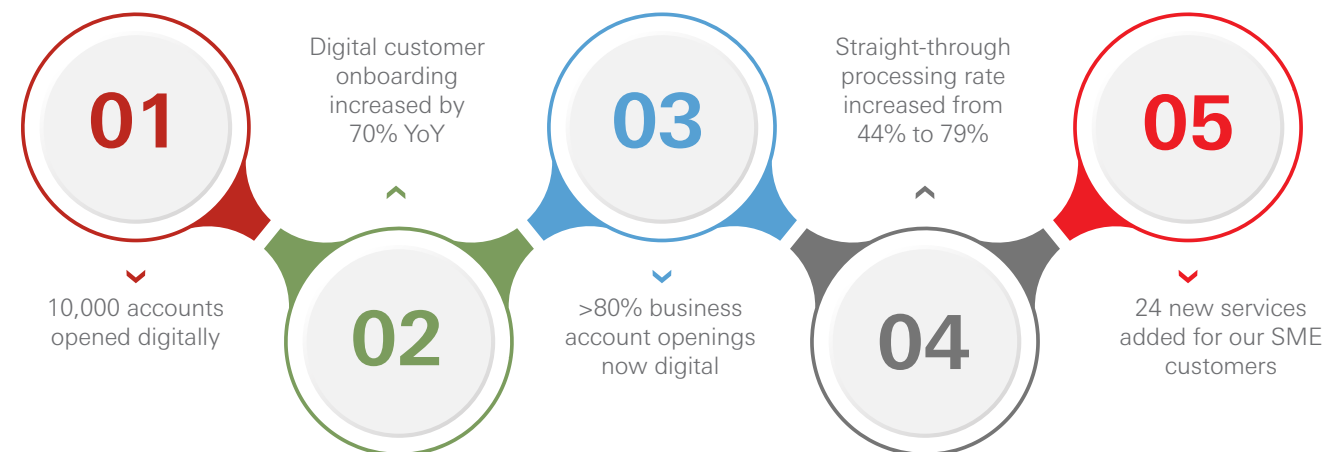 01
10,000 accounts
opened digitally
Digital customer
onboarding
increased by
70% YoY
02
03
>80% business
account openings
now digital
Straight-through
processing rate
increased from
44% to 79%
04
05
24 new services
added for our SME
customers